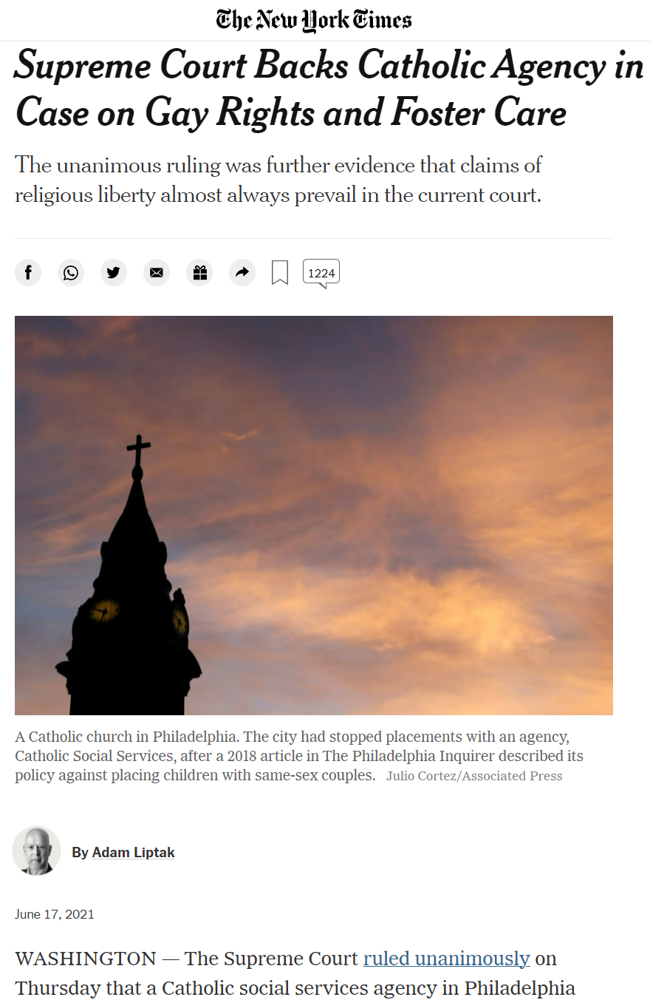 The New York Times
Supreme Court Backs Catholic Agency in
Case on Gay Rights and Foster Care
The unanimous ruling was further evidence that claims of
religious liberty almost always prevail in the current court.
1224
A Catholic church in Philadelphia. The city had stopped placements with an agency,
Catholic Social Services, after a 2018 article in The Philadelphia Inquirer described its
policy against placing children with same-sex couples. Julio Cortez/Associated Press
By Adam Liptak
June 17, 2021
WASHINGTON — The Supreme Court ruled unanimously on
Thursday that a Catholic social services agency in Philadelphia